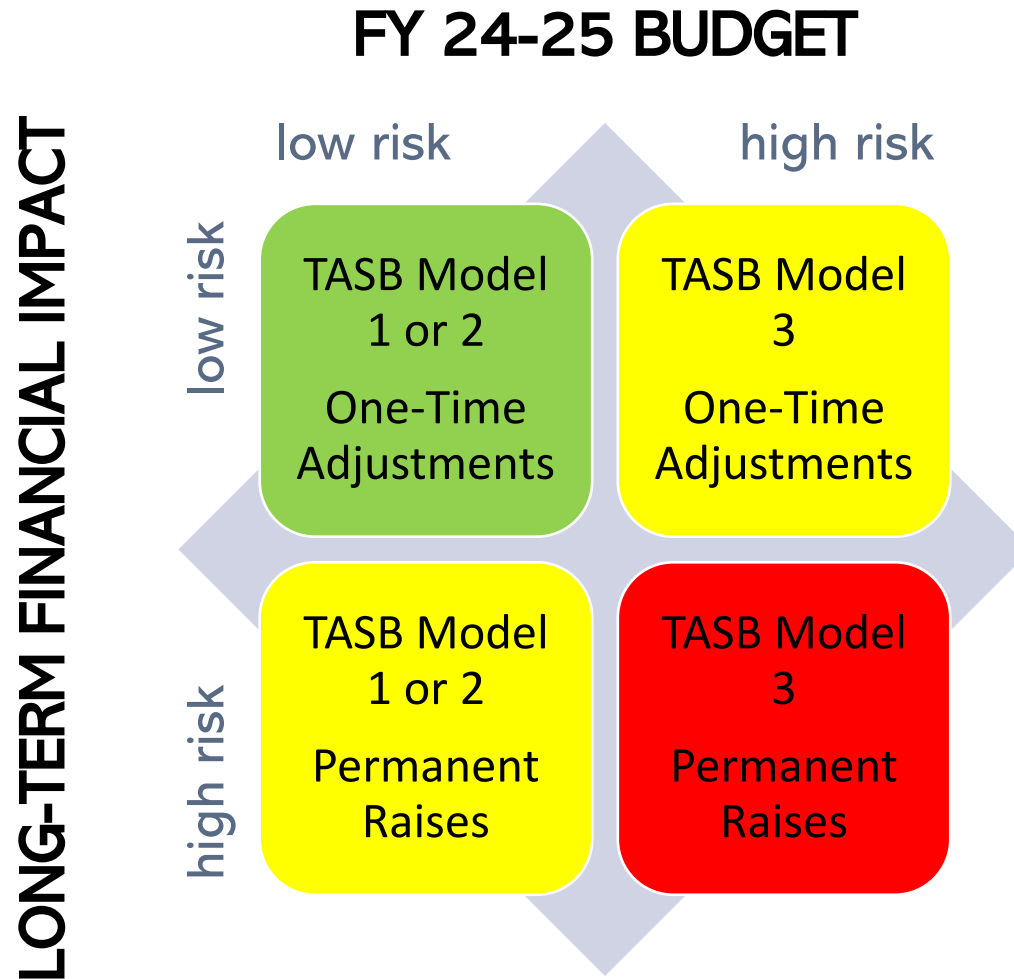 FY 24-25 BUDGET
LONG-TERM FINANCIAL IMPACT
low risk
high risk
low risk
TASB Model
1 or 2
One-Time
Adjustments
TASB Model
3
One-Time
Adjustments
high risk
TASB Model
1 or 2
Permanent
Raises
TASB Model
3
Permanent
Raises